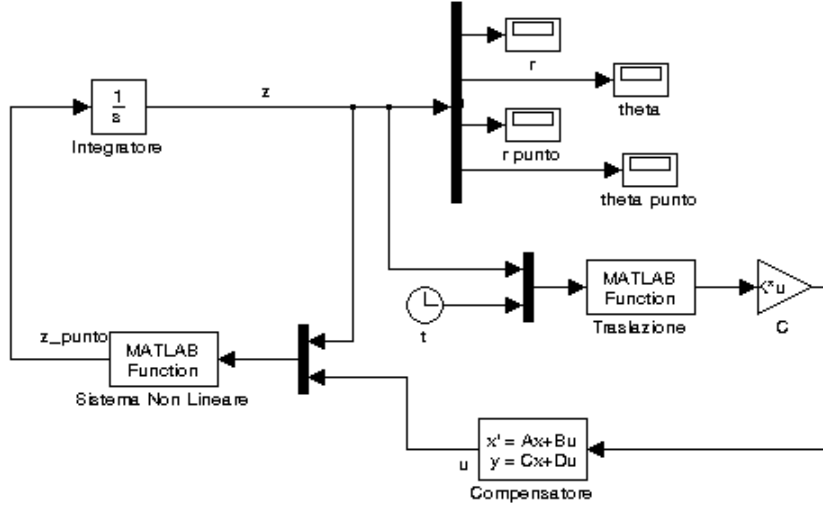 r
z
1
s
Integratore
theta
r punto
theta punto
MATLAB
Function
Traslazione
*u
C
t
z_punto
MATLAB
Function
Sistema Non Lineare
x' = Ax+Bu
y = Cx+Du
u
Compensatore